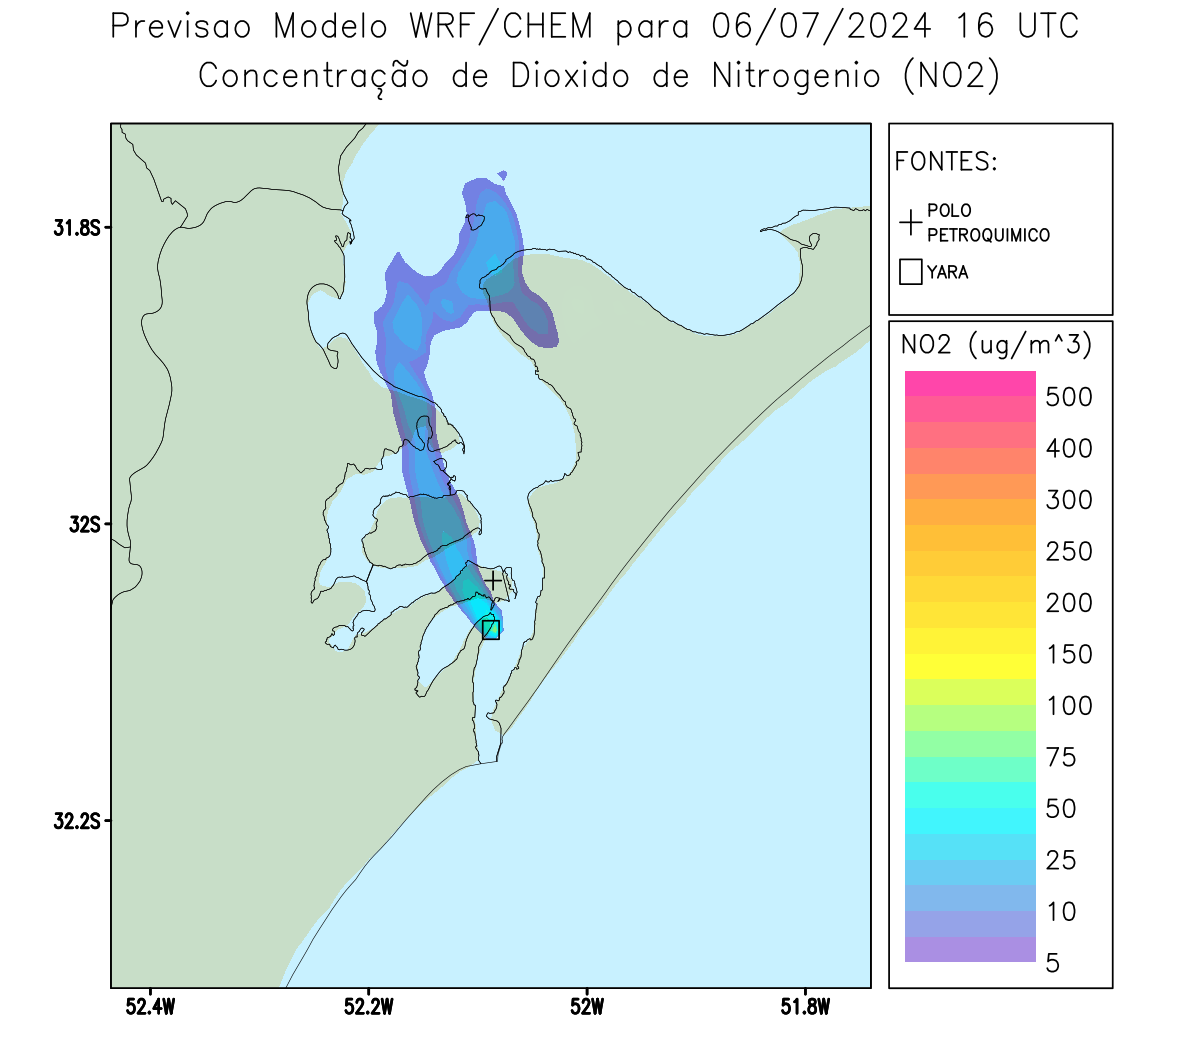 Previsao Modelo WRF/CHEM para 06/07/2024 16 UTC
Concentração de Dioxido de Nitrogenio (NO2)
FONTES:
POLO
PETROQUIMICO
YARA
NO2 (ug/m^3)
500
400
300
250
200
150
100
75
50
25
10
5
31.8S
32S
32.2S
52.4W
52.2W
52W
51.8W